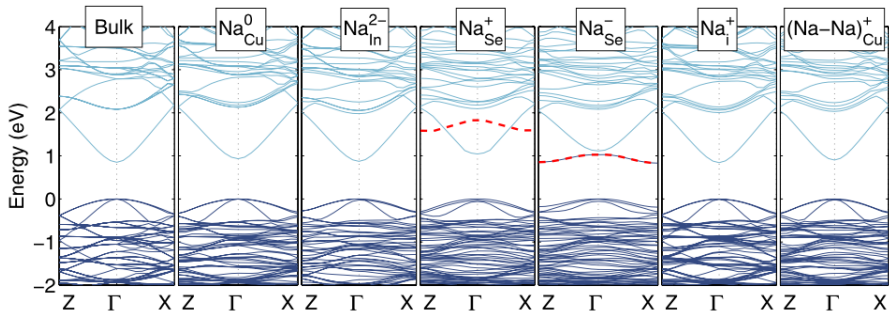 Bulk
Na⁰Cu
Na²⁻In
Na⁺Se
Na⁻Se
Na⁺i
(Na−Na)⁺Cu
Energy (eV)
4
3
2
1
0
−1
−2
Z Γ X Z Γ X Z Γ X Z Γ X Z Γ X Z Γ X Z Γ X